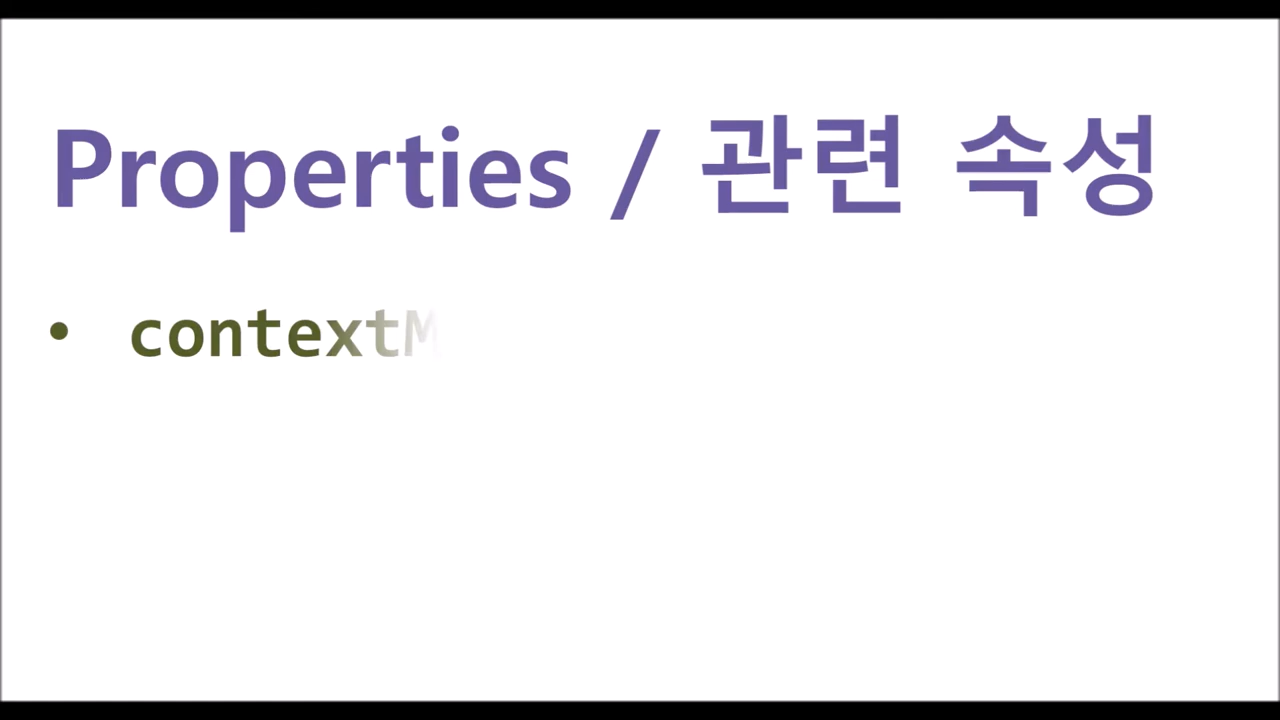 Properties / 관련 속성
• contextM